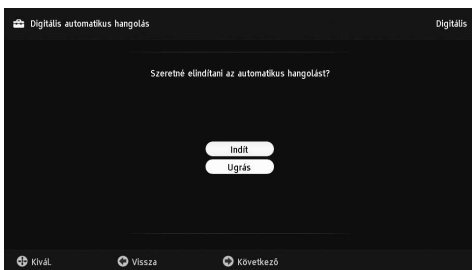 Digitális automatikus hangolás Digitális
Szeretné elindítani az automatikus hangolást?
Indít
Ugrás
Kivál. Vissza Következő